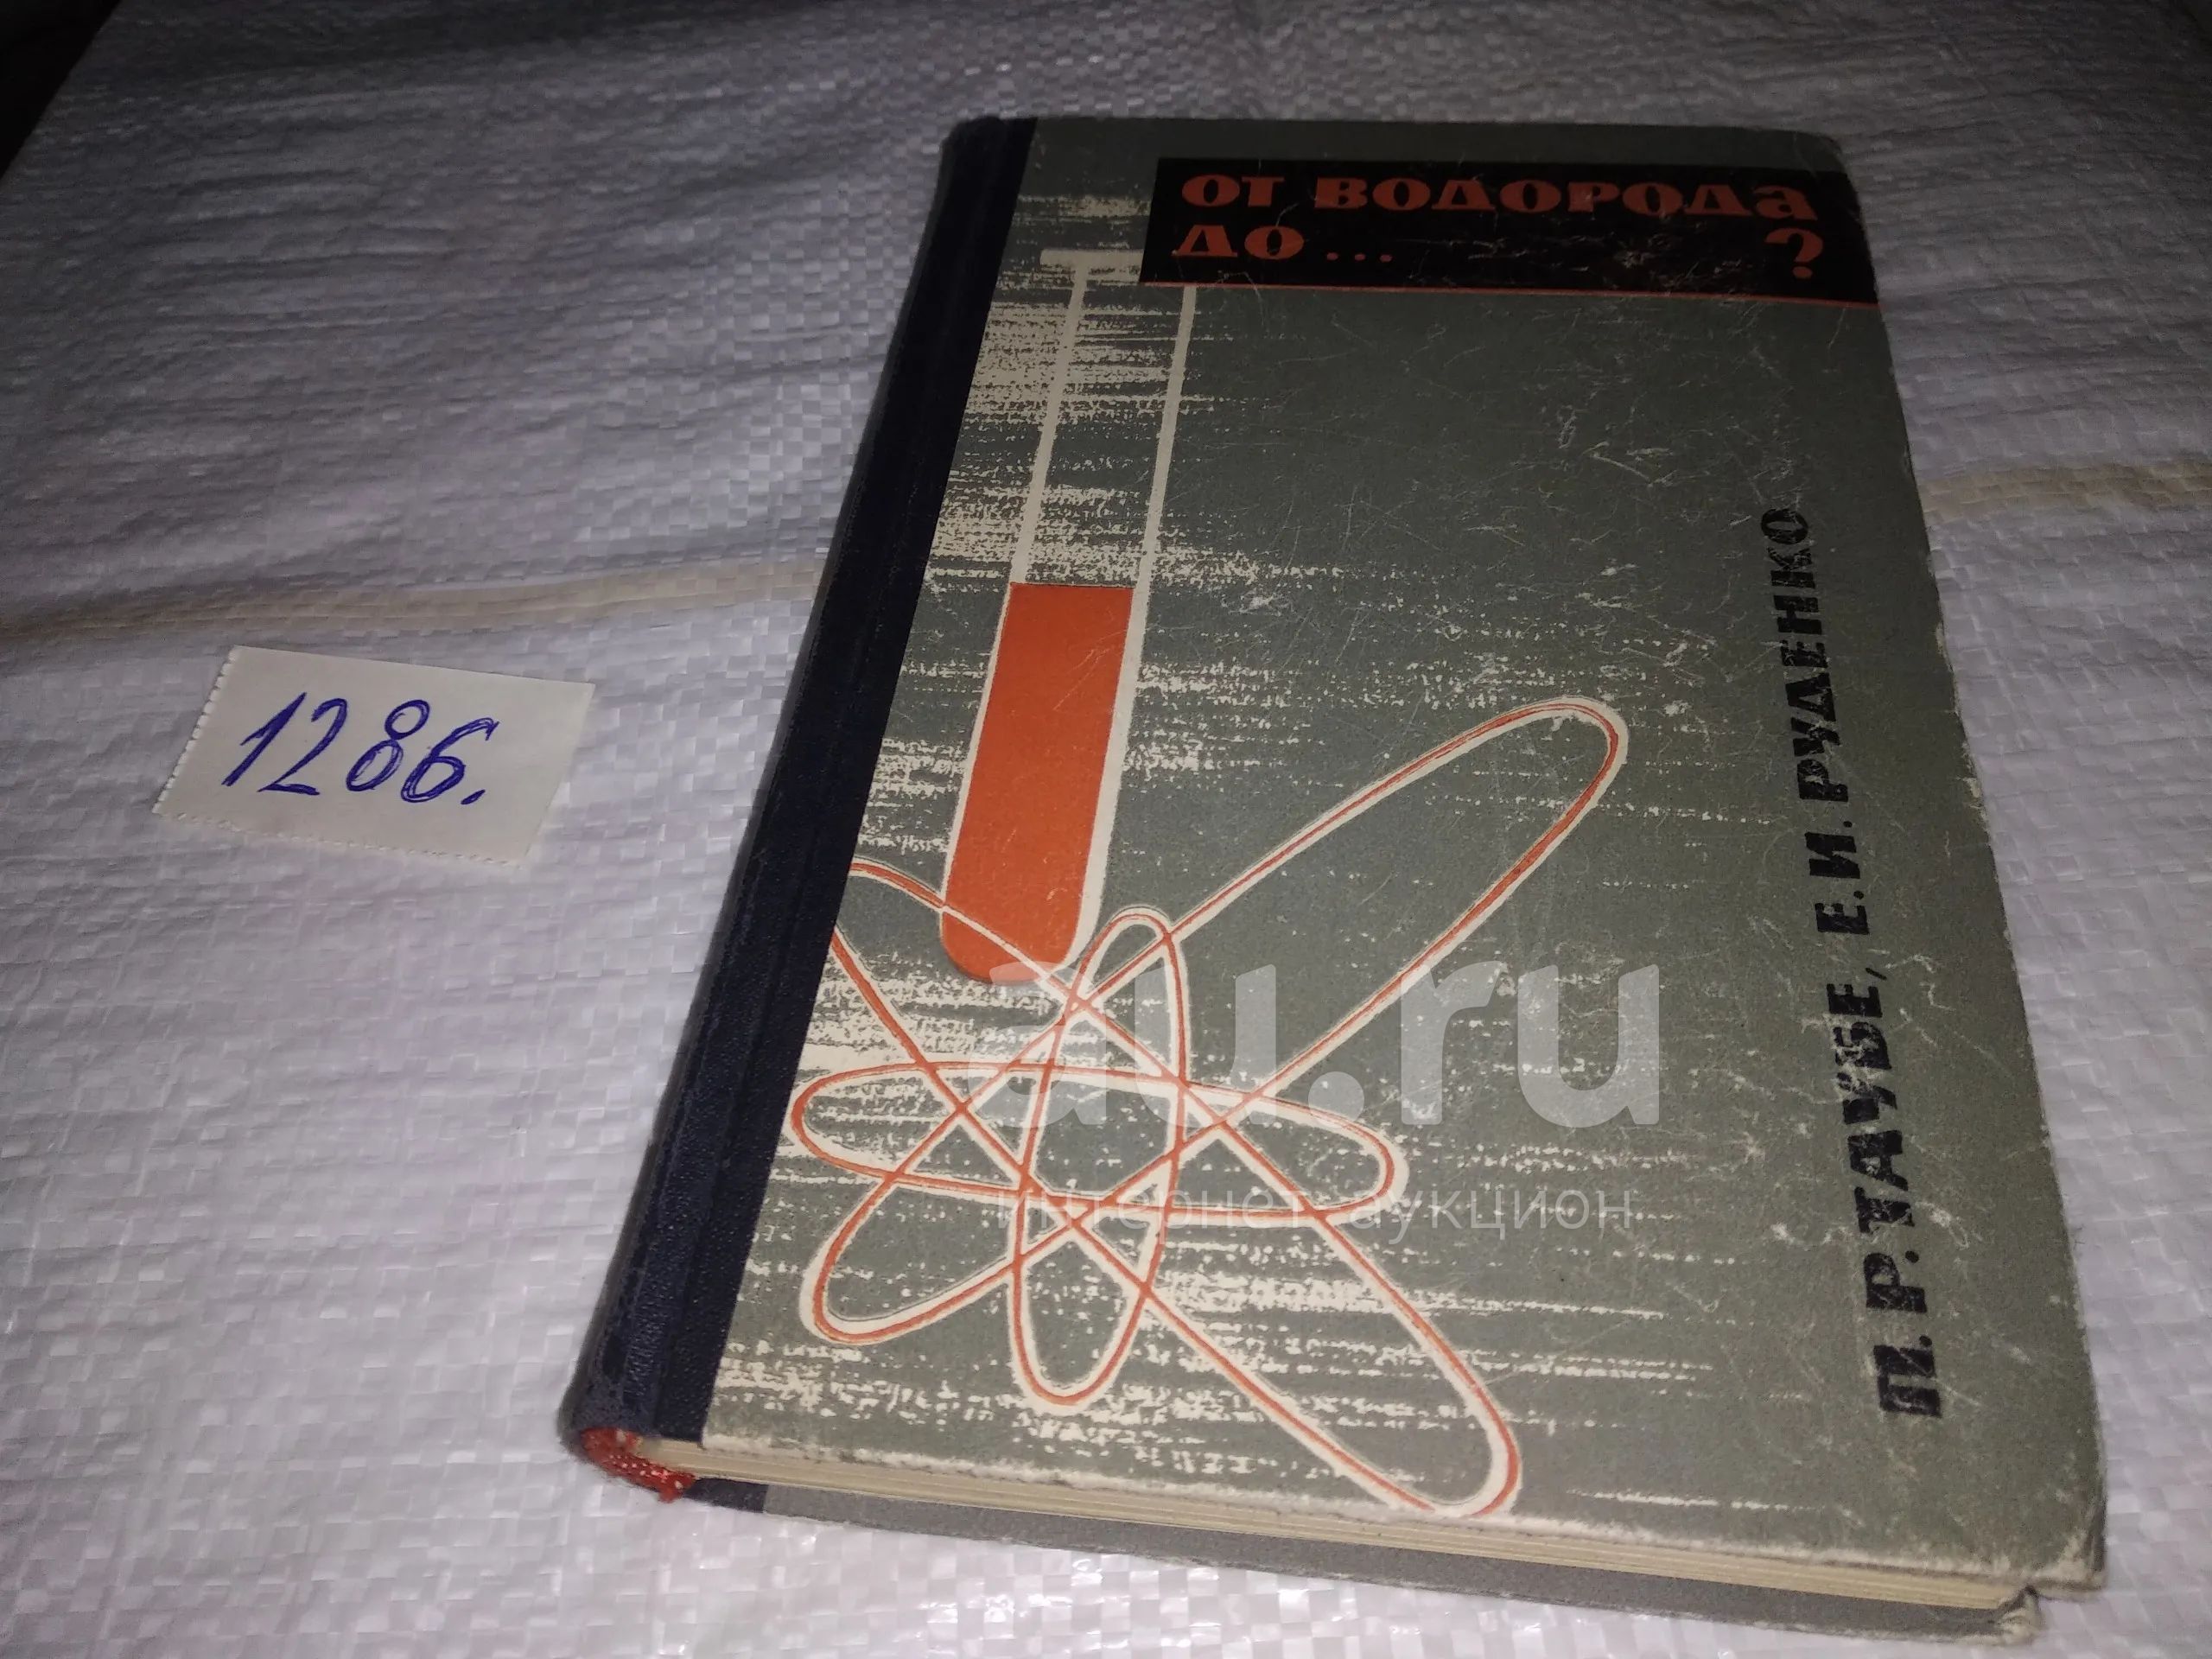 от водорода
до ... ?
П. Р. ТАУБЕ, Е. И. РУДЕНКО
1286.
au.ru
интернет аукцион